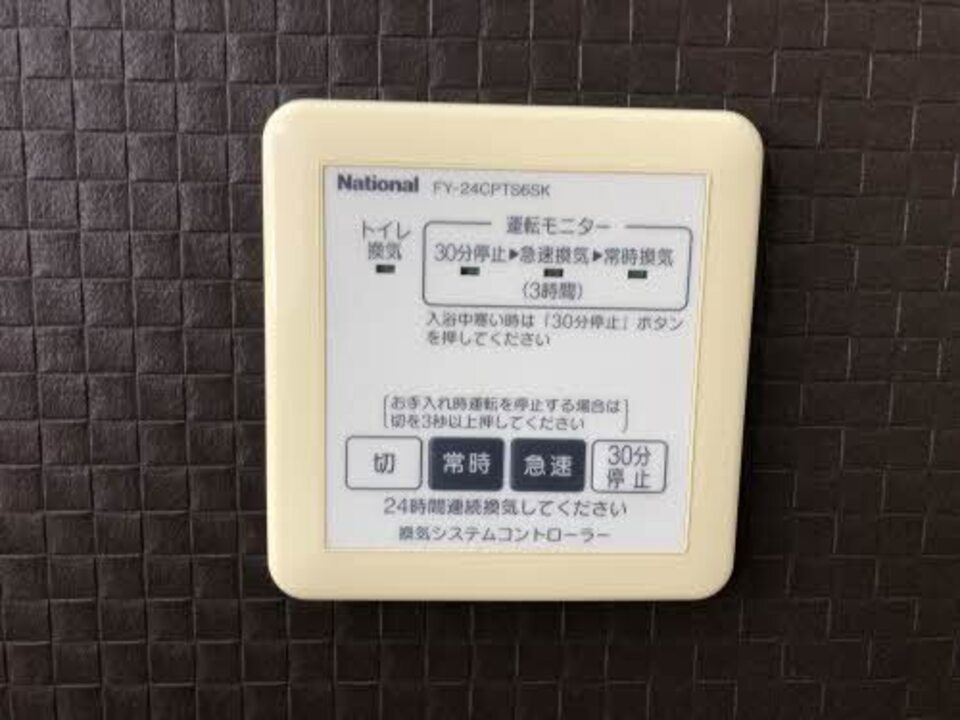 National FY-24CPTS6SK
トイレ
換気
運転モニター
30分停止▶急速換気▶常時換気
(3時間)
入浴中寒い時は「30分停止」ボタン
を押してください
お手入れ時運転を停止する場合は
切を3秒以上押してください
切 常時 急速 30分
停止
24時間連続換気してください
換気システムコントローラー